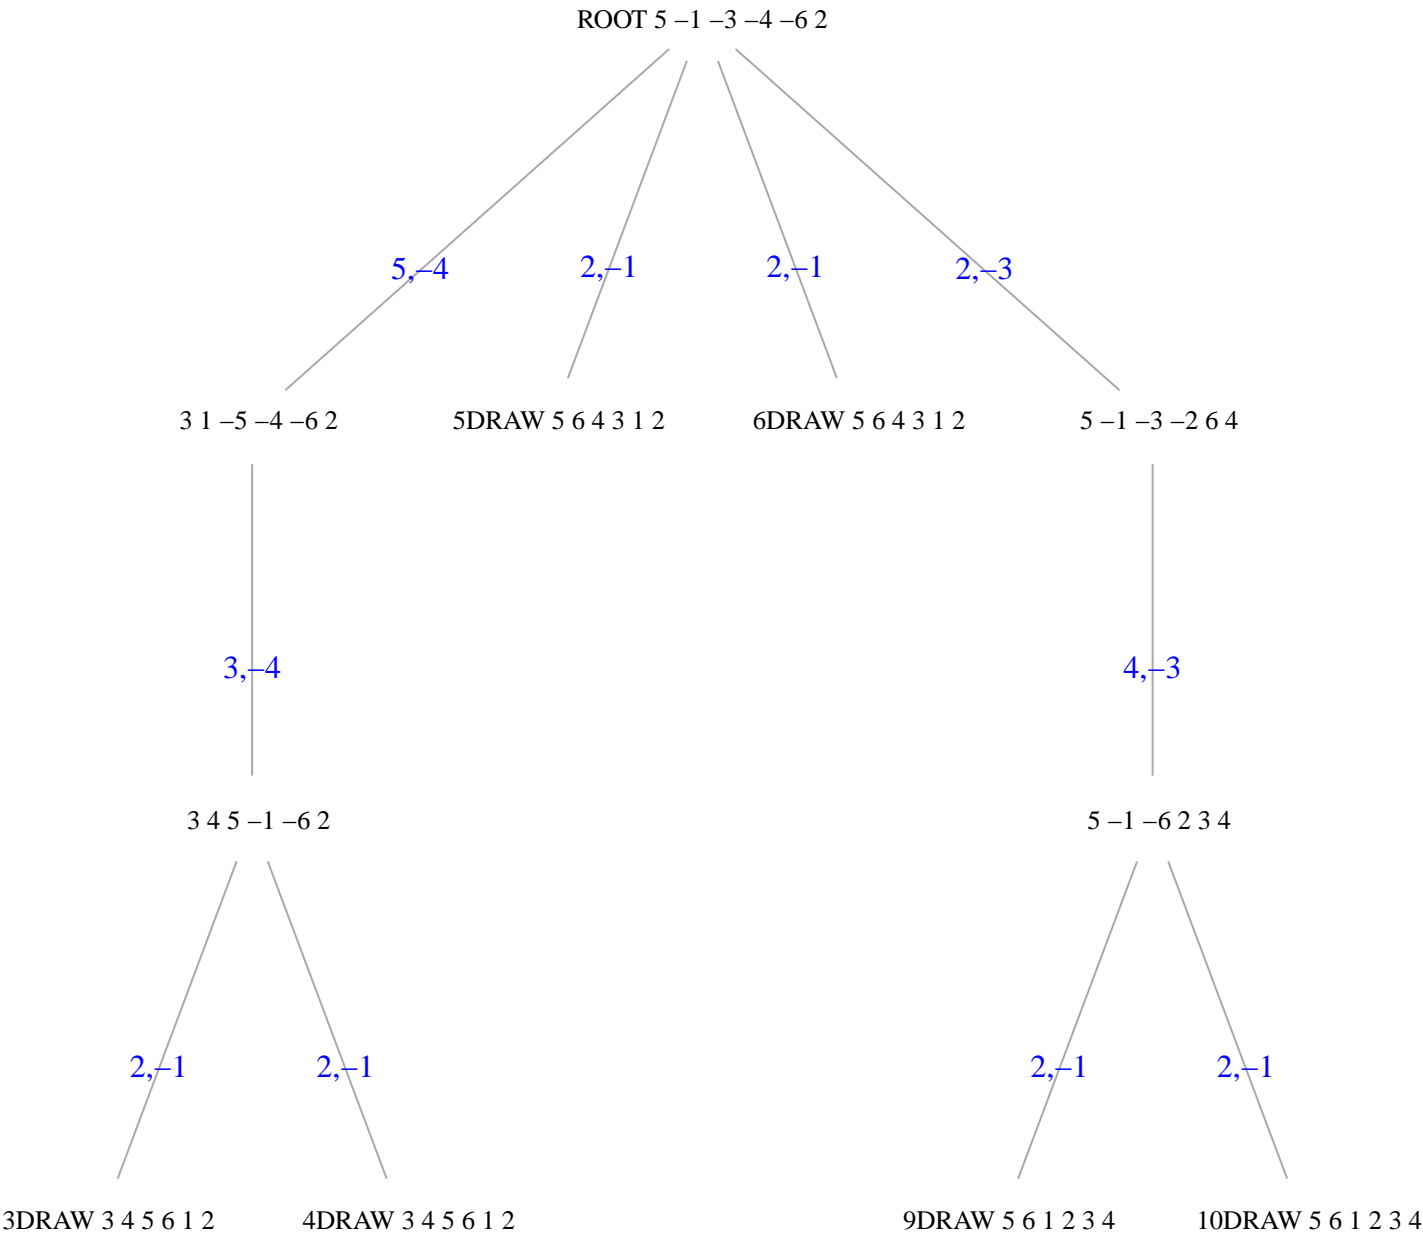 ROOT 5 –1 –3 –4 –6 2
5,–4
2,–1
2,–1
2,–3
3 1 –5 –4 –6 2
5DRAW 5 6 4 3 1 2
6DRAW 5 6 4 3 1 2
5 –1 –3 –2 6 4
3,–4
4,–3
3 4 5 –1 –6 2
5 –1 –6 2 3 4
2,–1
2,–1
2,–1
2,–1
3DRAW 3 4 5 6 1 2
4DRAW 3 4 5 6 1 2
9DRAW 5 6 1 2 3 4
10DRAW 5 6 1 2 3 4